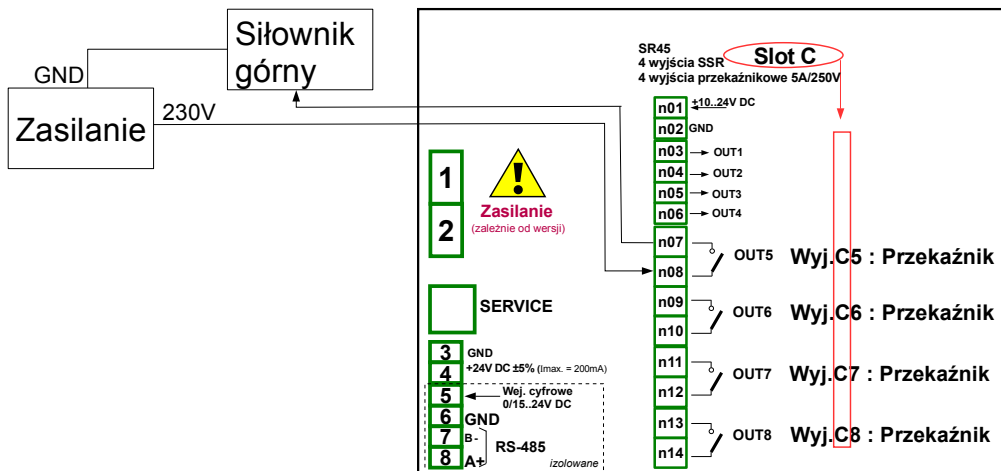 Siłownik
górny
GND
Zasilanie
230V
SR45
4 wyjścia SSR
4 wyjścia przekaźnikowe 5A/250V
Slot C
n01
+10..24V DC
n02
GND
n03
OUT1
n04
OUT2
n05
OUT3
n06
OUT4
n07
n08
OUT5
Wyj.C5 : Przekaźnik
n09
n10
OUT6
Wyj.C6 : Przekaźnik
n11
n12
OUT7
Wyj.C7 : Przekaźnik
n13
n14
OUT8
Wyj.C8 : Przekaźnik
1
2
!
Zasilanie
(zależnie od wersji)
SERVICE
3
GND
4
+24V DC ±5% (Imax. = 200mA)
5
Wej. cyfrowe
0/15..24V DC
6
GND
7
B-
8
A+
RS-485
izolowane